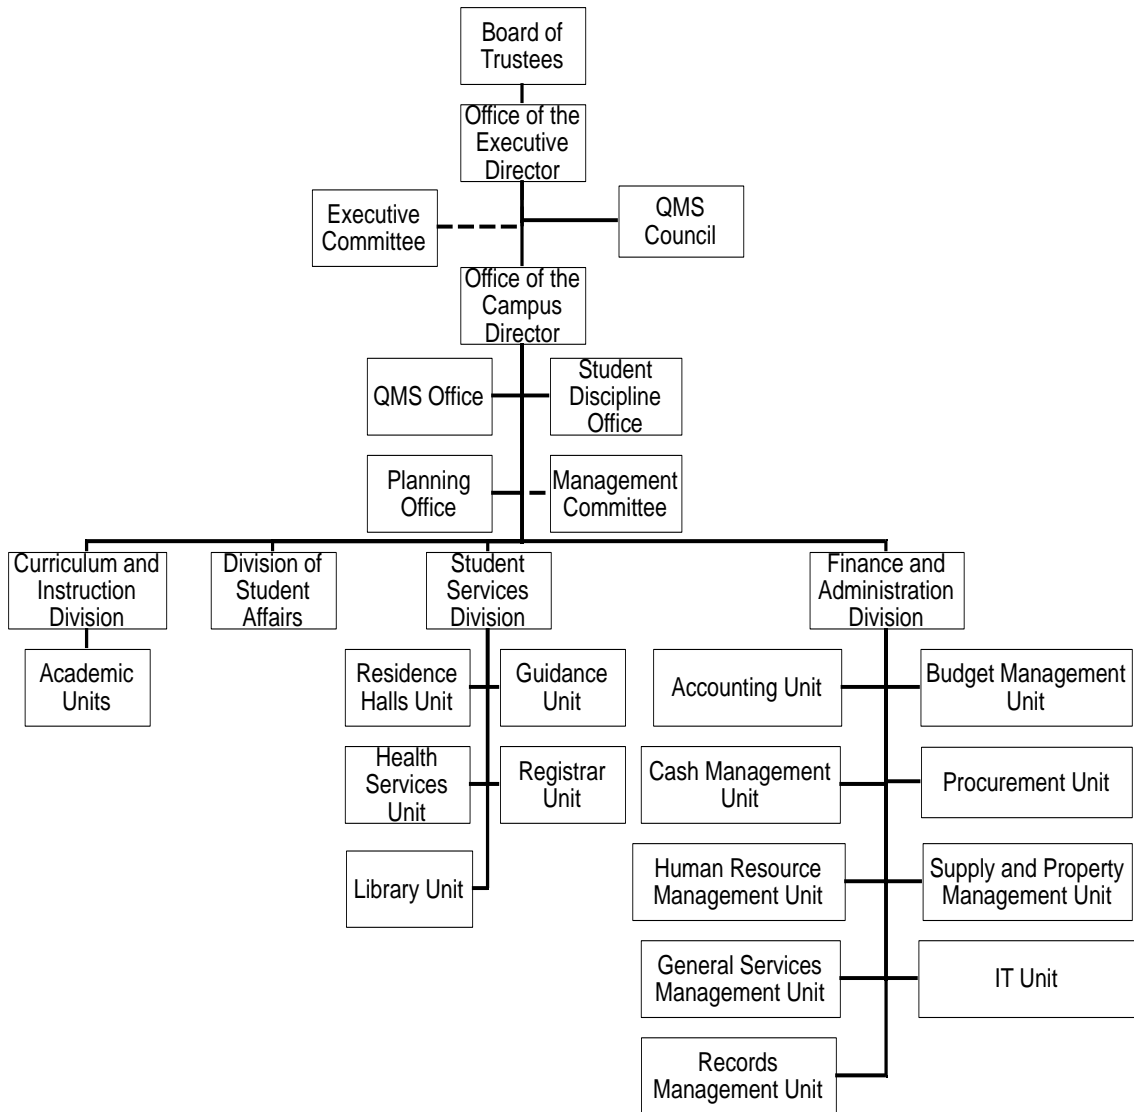 Board of
Trustees
Office of the
Executive
Director
Executive
Committee
QMS
Council
Office of the
Campus
Director
QMS Office
Student
Discipline
Office
Planning
Office
Management
Committee
Curriculum and
Instruction
Division
Division of
Student
Affairs
Student
Services
Division
Finance and
Administration
Division
Academic
Units
Residence
Halls Unit
Guidance
Unit
Accounting Unit
Budget Management
Unit
Health
Services
Unit
Registrar
Unit
Cash Management
Unit
Procurement Unit
Library Unit
Human Resource
Management Unit
Supply and Property
Management Unit
General Services
Management Unit
IT Unit
Records
Management Unit